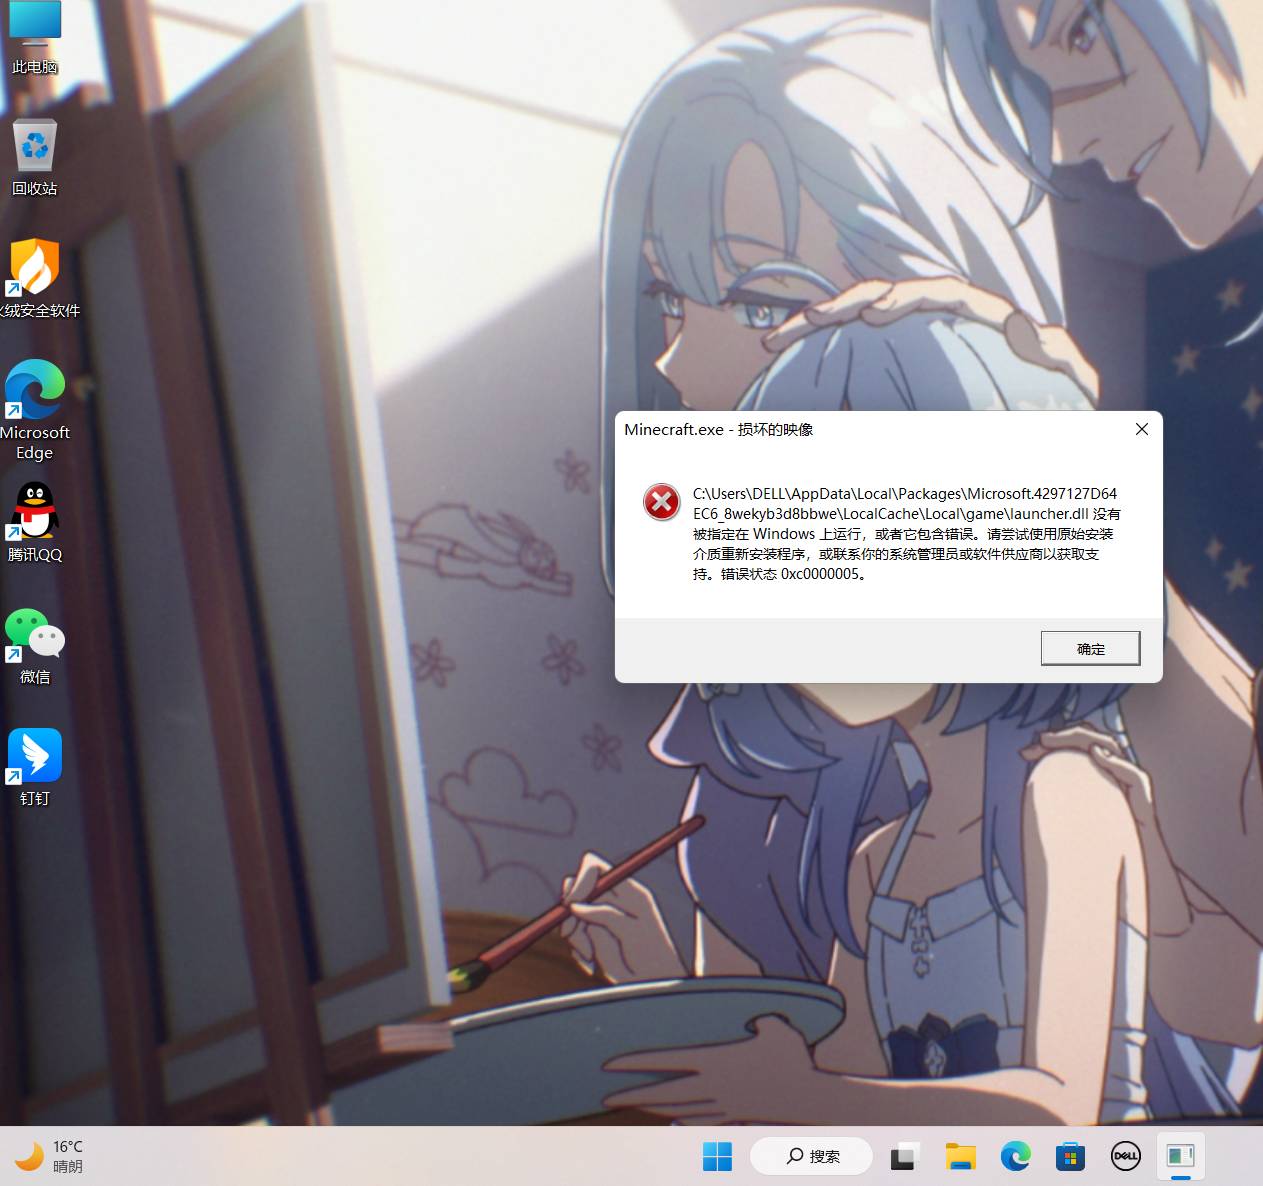 此电脑
回收站
绒安全软件
Microsoft
Edge
腾讯QQ
微信
钉钉
Minecraft.exe - 损坏的映像
C:\Users\DELL\AppData\Local\Packages\Microsoft.4297127D64
EC6_8wekyb3d8bbwe\LocalCache\Local\game\launcher.dll 没有
被指定在 Windows 上运行，或者它包含错误。请尝试使用原始安装
介质重新安装程序，或联系你的系统管理员或软件供应商以获取支
持。错误状态 0xc0000005。
确定
16°C
晴朗
搜索
DELL